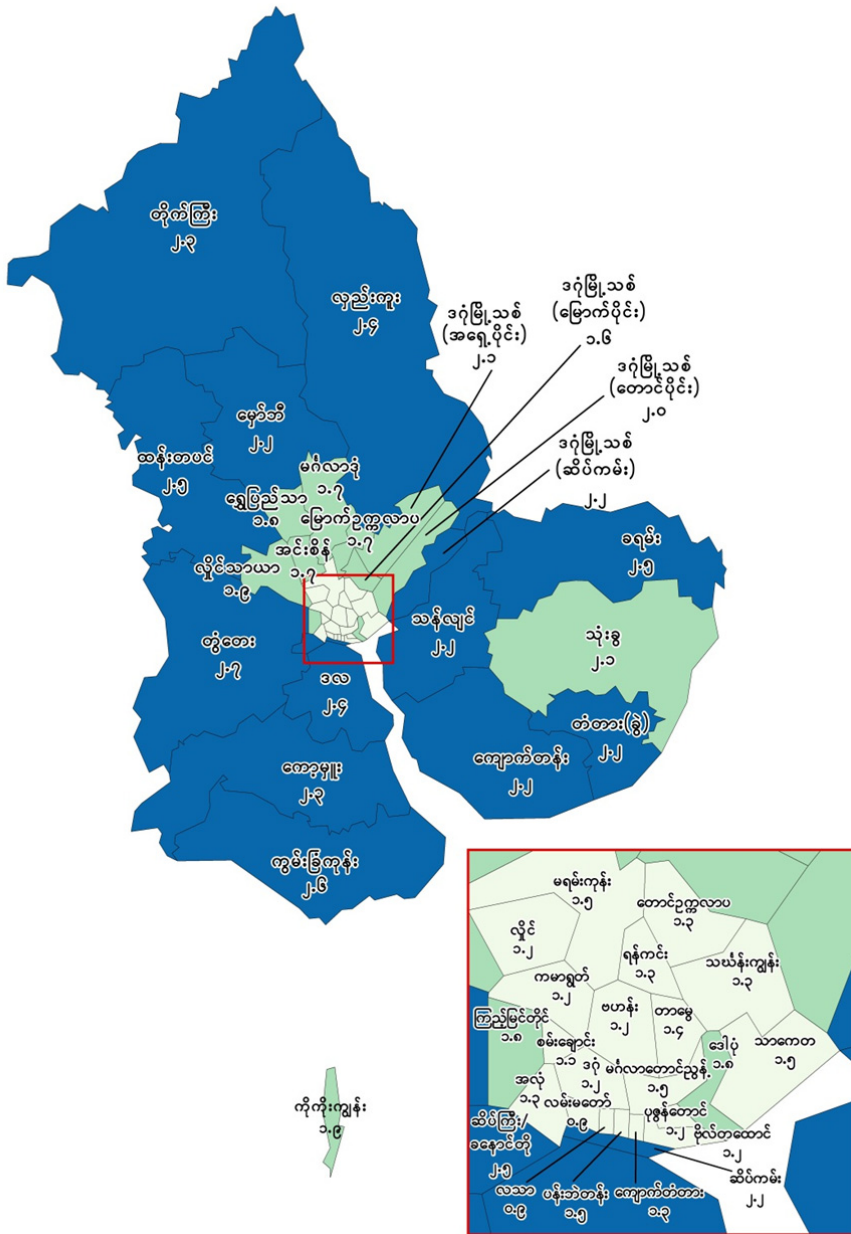 တိုက်ကြီး
၂.၃
လှည်းကူး
၂.၄
ဒဂုံမြို့သစ်
(အရှေ့ပိုင်း)
၂.၁
ဒဂုံမြို့သစ်
(မြောက်ပိုင်း)
၁.၆
ဒဂုံမြို့သစ်
(တောင်ပိုင်း)
၂.၀
ဒဂုံမြို့သစ်
(ဆိပ်ကမ်း)
၂.၂
မှော်ဘီ
၂.၂
ထန်းတပင်
၂.၅
မင်္ဂလာဒုံ
၁.၇
ရွှေပြည်သာ
၁.၈
မြောက်ဥက္ကလာပ
၁.၇
အင်းစိန်
၁.၇
လှိုင်သာယာ
၁.၉
ခရမ်း
၂.၅
သန်လျင်
၂.၂
သုံးခွ
၂.၁
တွံတေး
၂.၇
ဒလ
၂.၄
တံတား(ခွဲ)
၂.၂
ကျောက်တန်း
၂.၂
ကော့မှူး
၂.၃
ကွမ်းခြံကုန်း
၂.၆
ကိုကိုးကျွန်း
၁.၉
မရမ်းကုန်း
၁.၅
တောင်ဥက္ကလာပ
၁.၃
လှိုင်
၁.၂
ရန်ကင်း
၁.၃
သင်္ဃန်းကျွန်း
၁.၃
ကမာရွတ်
၁.၂
ဗဟန်း
၁.၂
တာမွေ
၁.၄
ကြည့်မြင်တိုင်
၁.၈
စမ်းချောင်း
၁.၁
ဒေါပုံ
၁.၈
သာကေတ
၁.၅
ဒဂုံ
၁.၂
မင်္ဂလာတောင်ညွန့်
၁.၅
အလုံ
၁.၃
လမ်းမတော်
၀.၉
ပုဇွန်တောင်
၁.၂
ဗိုလ်တထောင်
၁.၂
ဆိပ်ကြီး/
ခနောင်တို
၂.၅
ဆိပ်ကမ်း
၂.၂
လသာ
၀.၉
ပန်းဘဲတန်း
၁.၅
ကျောက်တံတား
၁.၃